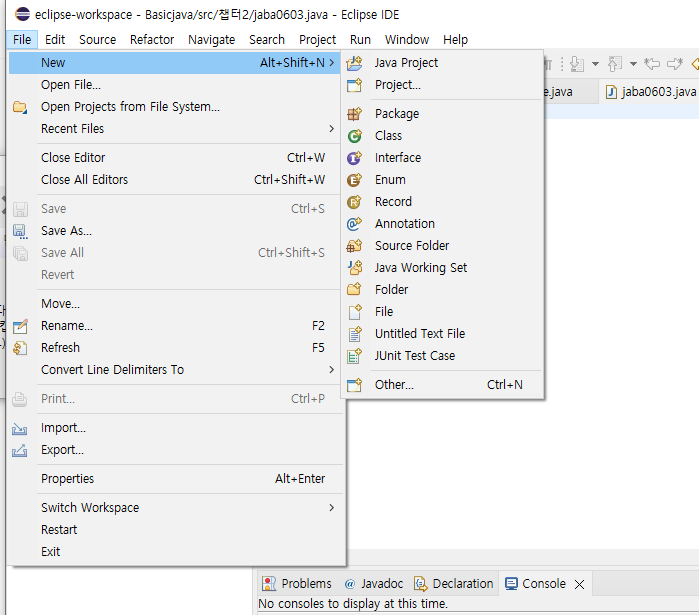 eclipse-workspace - Basicjava/src/챕터2/jaba0603.java - Eclipse IDE
File Edit Source Refactor Navigate Search Project Run Window Help
New Alt+Shift+N
Open File...
Open Projects from File System...
Recent Files
Close Editor Ctrl+W
Close All Editors Ctrl+Shift+W
Save Ctrl+S
Save As...
Save All Ctrl+Shift+S
Revert
Move...
Rename... F2
Refresh F5
Convert Line Delimiters To
Print... Ctrl+P
Import...
Export...
Properties Alt+Enter
Switch Workspace
Restart
Exit
Java Project
Project...
Package
Class
Interface
Enum
Record
Annotation
Source Folder
Java Working Set
Folder
File
Untitled Text File
JUnit Test Case
Other... Ctrl+N
e.java jaba0603.java
Problems Javadoc Declaration Console
No consoles to display at this time.